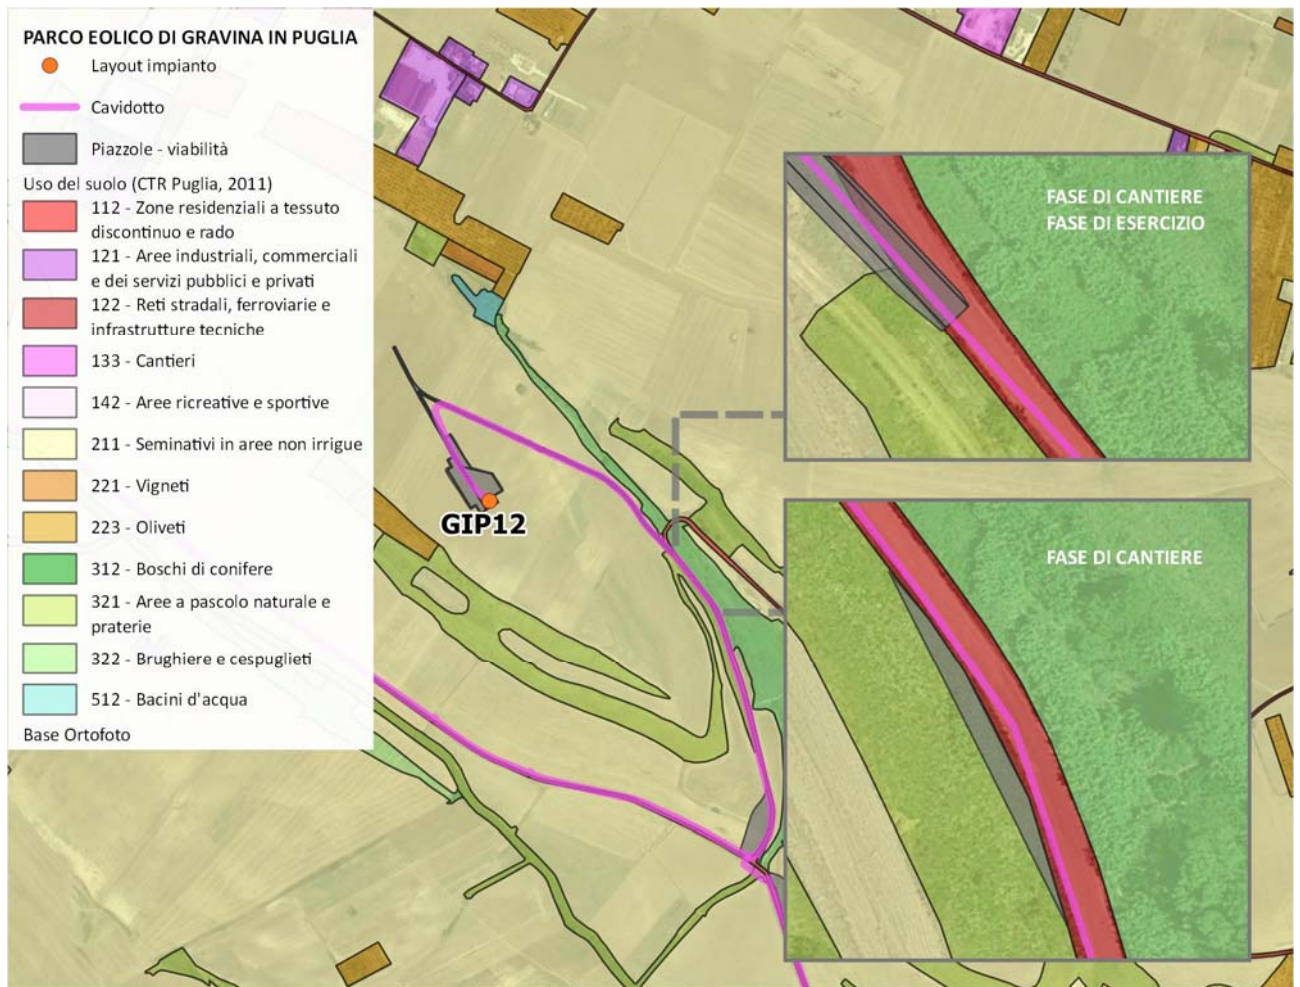 PARCO EOLICO DI GRAVINA IN PUGLIA
Layout impianto
Cavidotto
Piazzole - viabilità
Uso del suolo (CTR Puglia, 2011)
112 - Zone residenziali a tessuto
discontinuo e rado
121 - Aree industriali, commerciali
e dei servizi pubblici e privati
122 - Reti stradali, ferroviarie e
infrastrutture tecniche
133 - Cantieri
142 - Aree ricreative e sportive
211 - Seminativi in aree non irrigue
221 - Vigneti
223 - Oliveti
312 - Boschi di conifere
321 - Aree a pascolo naturale e
praterie
322 - Brughiere e cespuglieti
512 - Bacini d'acqua
Base Ortofoto
GIP12
FASE DI CANTIERE
FASE DI ESERCIZIO
FASE DI CANTIERE